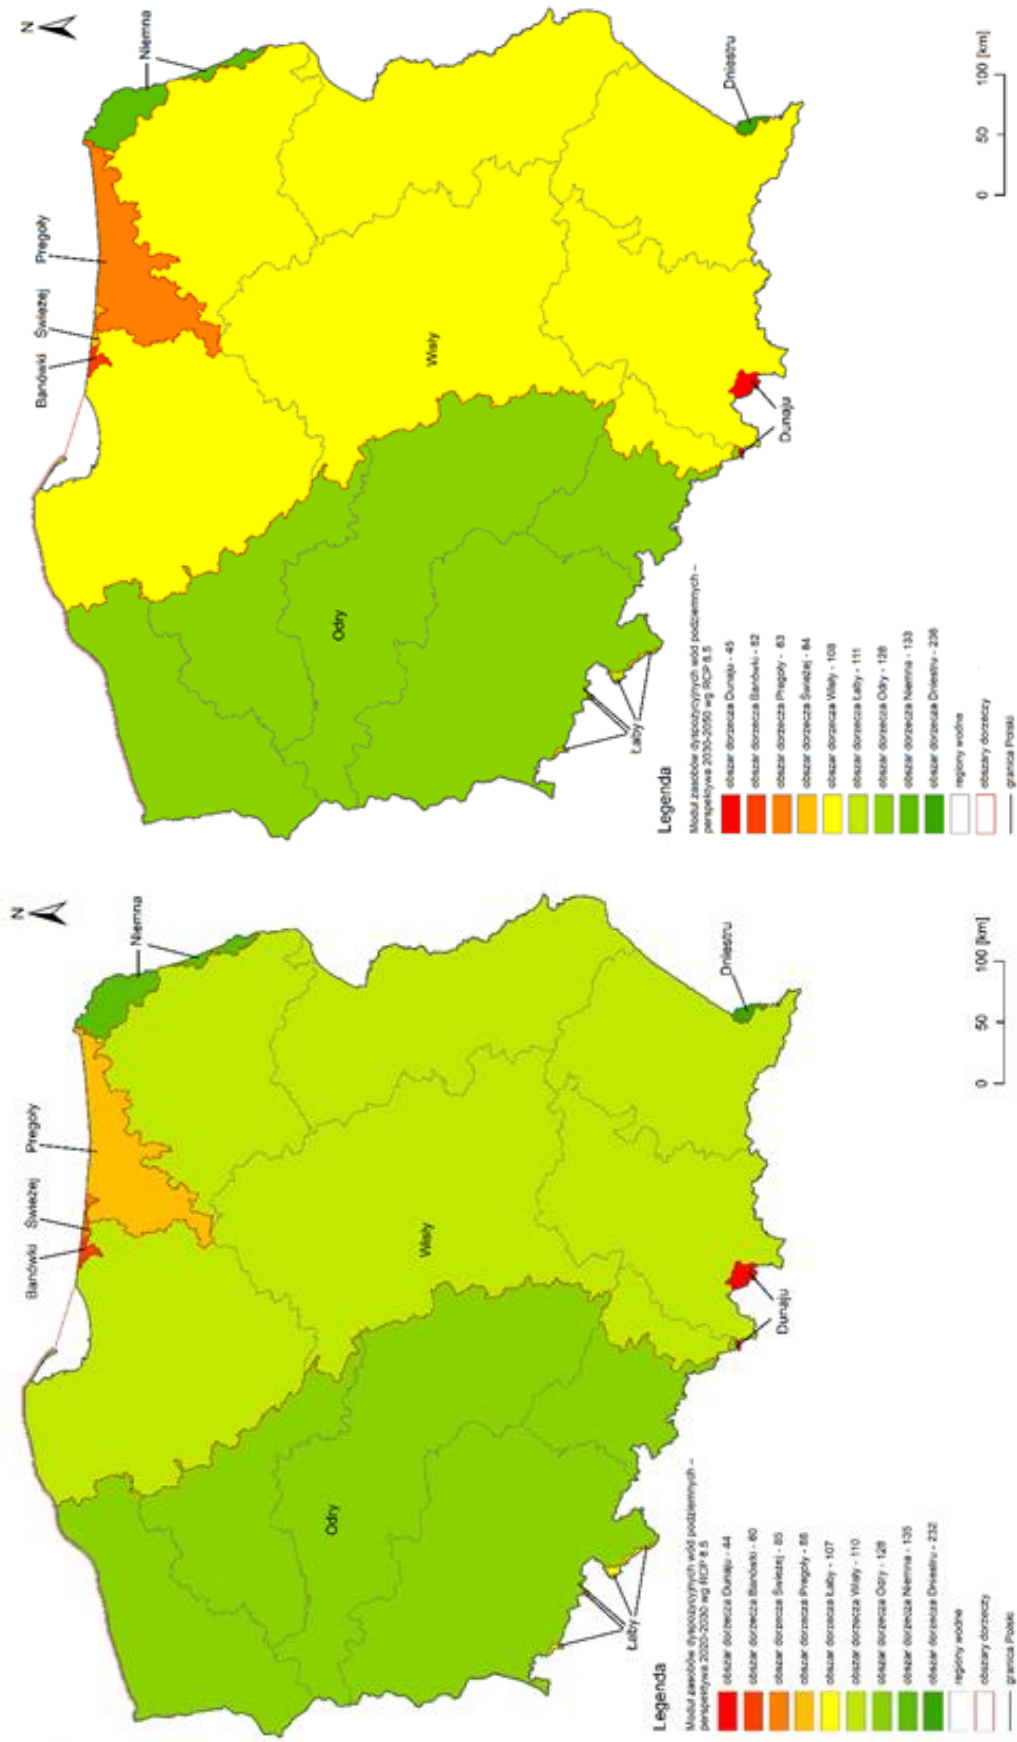 N
Banówki
Świeżej
Pregoły
Niemna
Odry
Wisły
Łaby
Dunaju
Dniestru
0 50 100 [km]
Legenda
Moduł zasobów dyspozycyjnych wód podziemnych –
perspektywa 2020-2030 wg RCP 8.5
obszar dorzecza Dunaju - 44
obszar dorzecza Banówki - 80
obszar dorzecza Świeżej - 85
obszar dorzecza Pregoły - 88
obszar dorzecza Łaby - 107
obszar dorzecza Wisły - 110
obszar dorzecza Odry - 128
obszar dorzecza Niemna - 135
obszar dorzecza Dniestru - 232
regiony wodne
obszary dorzeczy
granica Polski
N
Banówki
Świeżej
Pregoły
Niemna
Odry
Wisły
Łaby
Dunaju
Dniestru
0 50 100 [km]
Legenda
Moduł zasobów dyspozycyjnych wód podziemnych –
perspektywa 2030-2050 wg RCP 8.5
obszar dorzecza Dunaju - 45
obszar dorzecza Banówki - 82
obszar dorzecza Pregoły - 83
obszar dorzecza Świeżej - 84
obszar dorzecza Wisły - 108
obszar dorzecza Łaby - 111
obszar dorzecza Odry - 128
obszar dorzecza Niemna - 133
obszar dorzecza Dniestru - 236
regiony wodne
obszary dorzeczy
granica Polski